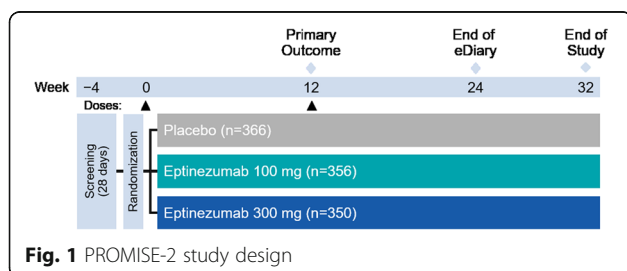 Primary
Outcome
End of
eDiary
End of
Study
Week −4 0 12 24 32
Doses:
Screening
(28 days)
Randomization
Placebo (n=366)
Eptinezumab 100 mg (n=356)
Eptinezumab 300 mg (n=350)
Fig. 1 PROMISE-2 study design